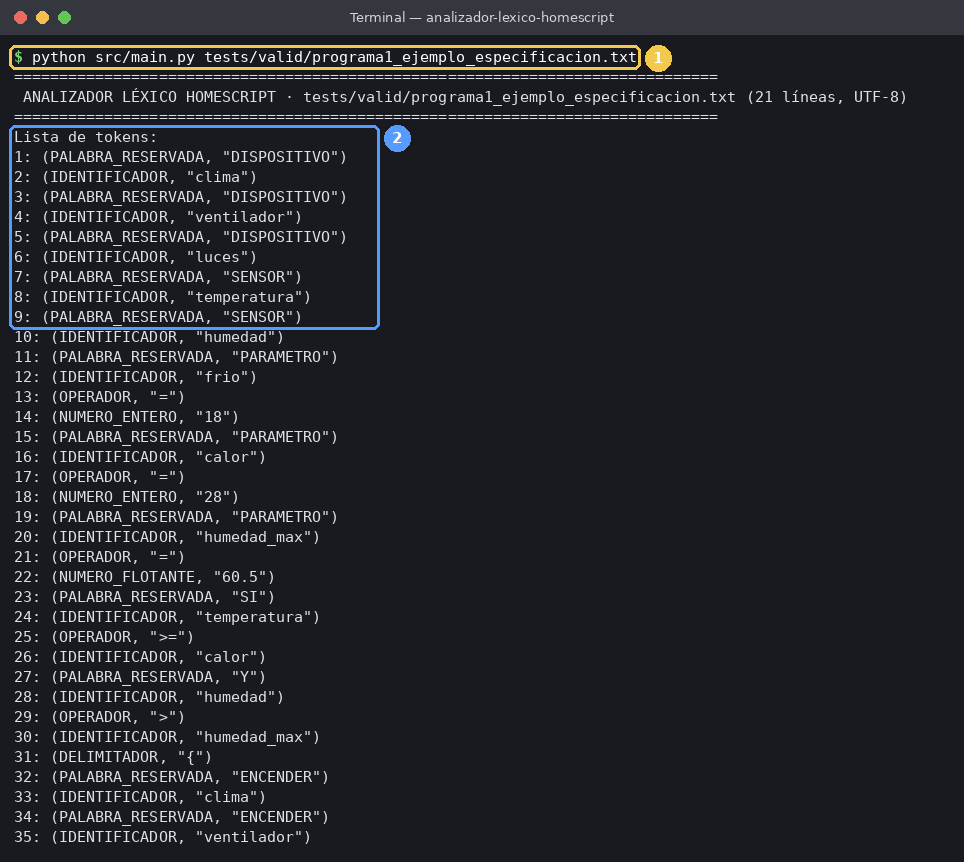 Terminal — analizador-lexico-homescript
$ python src/main.py tests/valid/programa1_ejemplo_especificacion.txt 1
==============================================================================
ANALIZADOR LÉXICO HOMESCRIPT · tests/valid/programa1_ejemplo_especificacion.txt (21 líneas, UTF-8)
==============================================================================
Lista de tokens: 2
1: (PALABRA_RESERVADA, "DISPOSITIVO")
2: (IDENTIFICADOR, "clima")
3: (PALABRA_RESERVADA, "DISPOSITIVO")
4: (IDENTIFICADOR, "ventilador")
5: (PALABRA_RESERVADA, "DISPOSITIVO")
6: (IDENTIFICADOR, "luces")
7: (PALABRA_RESERVADA, "SENSOR")
8: (IDENTIFICADOR, "temperatura")
9: (PALABRA_RESERVADA, "SENSOR")
10: (IDENTIFICADOR, "humedad")
11: (PALABRA_RESERVADA, "PARAMETRO")
12: (IDENTIFICADOR, "frio")
13: (OPERADOR, "=")
14: (NUMERO_ENTERO, "18")
15: (PALABRA_RESERVADA, "PARAMETRO")
16: (IDENTIFICADOR, "calor")
17: (OPERADOR, "=")
18: (NUMERO_ENTERO, "28")
19: (PALABRA_RESERVADA, "PARAMETRO")
20: (IDENTIFICADOR, "humedad_max")
21: (OPERADOR, "=")
22: (NUMERO_FLOTANTE, "60.5")
23: (PALABRA_RESERVADA, "SI")
24: (IDENTIFICADOR, "temperatura")
25: (OPERADOR, ">=")
26: (IDENTIFICADOR, "calor")
27: (PALABRA_RESERVADA, "Y")
28: (IDENTIFICADOR, "humedad")
29: (OPERADOR, ">")
30: (IDENTIFICADOR, "humedad_max")
31: (DELIMITADOR, "{")
32: (PALABRA_RESERVADA, "ENCENDER")
33: (IDENTIFICADOR, "clima")
34: (PALABRA_RESERVADA, "ENCENDER")
35: (IDENTIFICADOR, "ventilador")